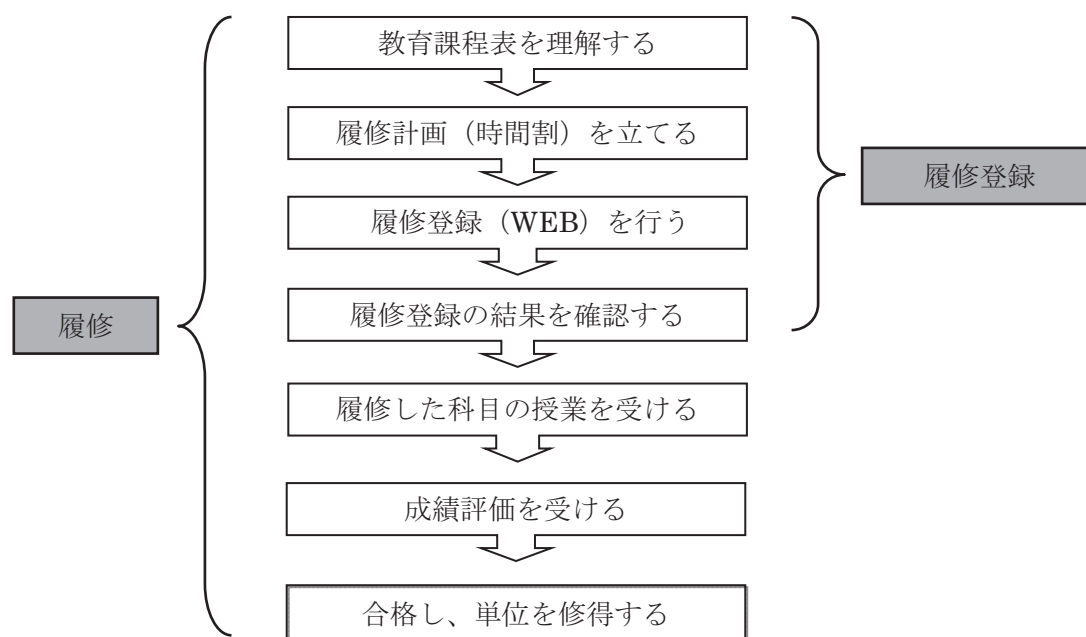 教育課程表を理解する
履修計画（時間割）を立てる
履修登録
履修登録（WEB）を行う
履修登録の結果を確認する
履修
履修した科目の授業を受ける
成績評価を受ける
合格し、単位を修得する